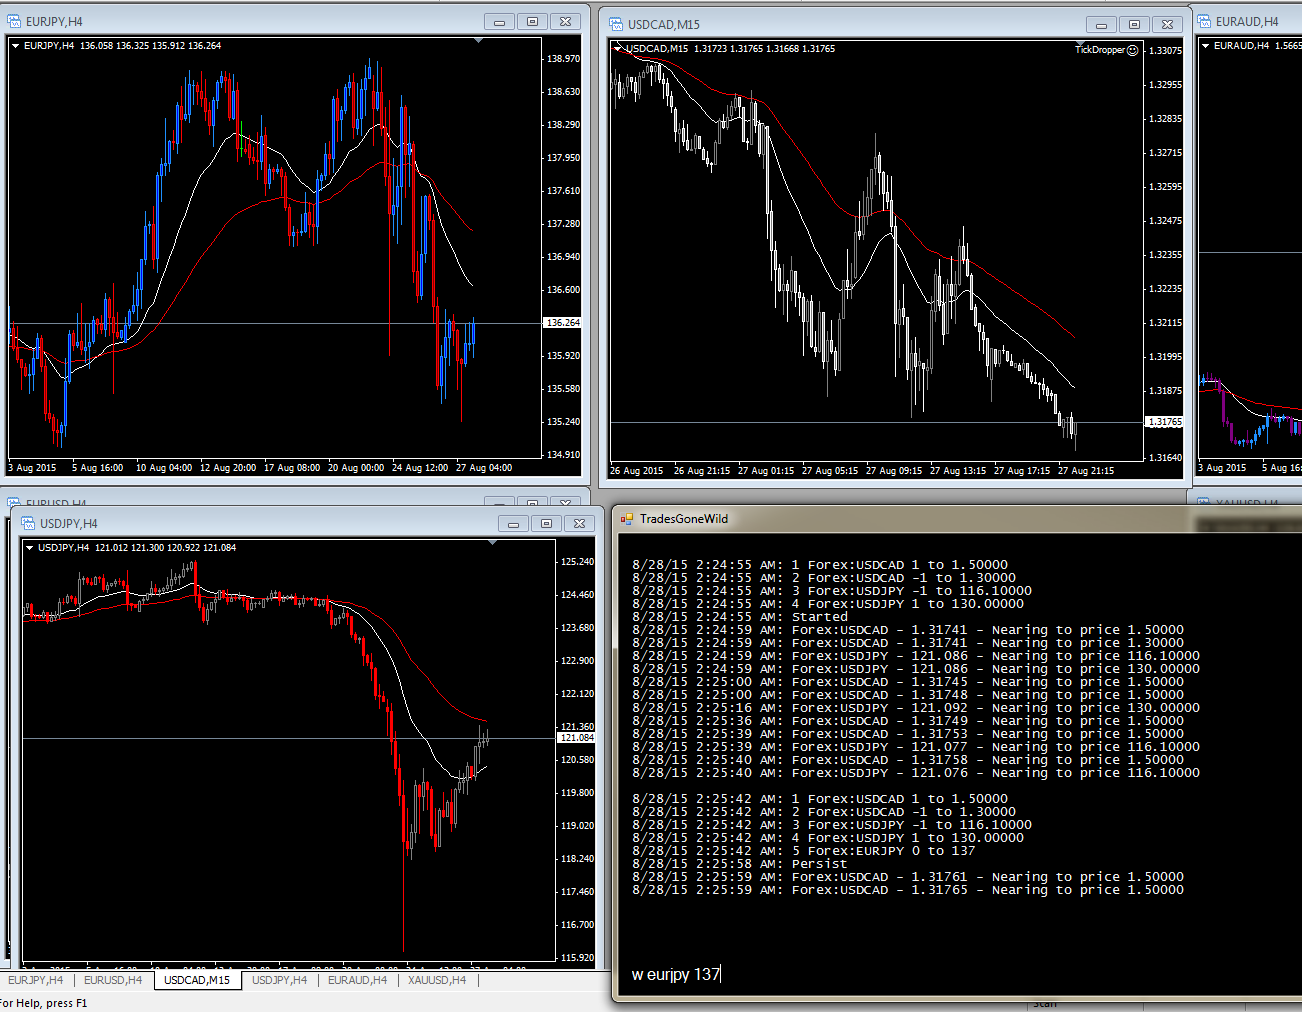 EURJPY,H4
EURJPY,H4 136.058 136.325 135.912 136.264
138.970
138.630
138.290
137.950
137.610
137.280
136.940
136.600
136.264
135.920
135.580
135.240
134.910
3 Aug 2015 5 Aug 16:00 10 Aug 04:00 12 Aug 20:00 17 Aug 08:00 20 Aug 00:00 24 Aug 12:00 27 Aug 04:00
USDCAD,M15
USDCAD,M15 1.31723 1.31765 1.31668 1.31765
TickDropper
1.33075
1.32955
1.32835
1.32715
1.32595
1.32475
1.32355
1.32235
1.32115
1.31995
1.31875
1.31765
1.31640
26 Aug 2015 26 Aug 21:15 27 Aug 01:15 27 Aug 05:15 27 Aug 09:15 27 Aug 13:15 27 Aug 17:15 27 Aug 21:15
EURAUD,H4
EURAUD,H4 1.5665
3 Aug 2015 5 Aug 16
EURUSD,H4
XAUUSD,H4
USDJPY,H4
USDJPY,H4 121.012 121.300 120.922 121.084
125.240
124.460
123.680
122.900
122.120
121.360
121.084
120.580
119.800
119.020
118.240
117.460
116.700
115.920
TradesGoneWild
8/28/15 2:24:55 AM: 1 Forex:USDCAD 1 to 1.50000
8/28/15 2:24:55 AM: 2 Forex:USDCAD -1 to 1.30000
8/28/15 2:24:55 AM: 3 Forex:USDJPY -1 to 116.10000
8/28/15 2:24:55 AM: 4 Forex:USDJPY 1 to 130.00000
8/28/15 2:24:55 AM: Started
8/28/15 2:24:59 AM: Forex:USDCAD - 1.31741 - Nearing to price 1.50000
8/28/15 2:24:59 AM: Forex:USDCAD - 1.31741 - Nearing to price 1.30000
8/28/15 2:24:59 AM: Forex:USDJPY - 121.086 - Nearing to price 116.10000
8/28/15 2:24:59 AM: Forex:USDJPY - 121.086 - Nearing to price 130.00000
8/28/15 2:25:00 AM: Forex:USDCAD - 1.31745 - Nearing to price 1.50000
8/28/15 2:25:00 AM: Forex:USDCAD - 1.31748 - Nearing to price 1.50000
8/28/15 2:25:16 AM: Forex:USDJPY - 121.092 - Nearing to price 130.00000
8/28/15 2:25:36 AM: Forex:USDCAD - 1.31749 - Nearing to price 1.50000
8/28/15 2:25:39 AM: Forex:USDCAD - 1.31753 - Nearing to price 1.50000
8/28/15 2:25:39 AM: Forex:USDJPY - 121.077 - Nearing to price 116.10000
8/28/15 2:25:40 AM: Forex:USDCAD - 1.31758 - Nearing to price 1.50000
8/28/15 2:25:40 AM: Forex:USDJPY - 121.076 - Nearing to price 116.10000
8/28/15 2:25:42 AM: 1 Forex:USDCAD 1 to 1.50000
8/28/15 2:25:42 AM: 2 Forex:USDCAD -1 to 1.30000
8/28/15 2:25:42 AM: 3 Forex:USDJPY -1 to 116.10000
8/28/15 2:25:42 AM: 4 Forex:USDJPY 1 to 130.00000
8/28/15 2:25:42 AM: 5 Forex:EURJPY 0 to 137
8/28/15 2:25:58 AM: Persist
8/28/15 2:25:59 AM: Forex:USDCAD - 1.31761 - Nearing to price 1.50000
8/28/15 2:25:59 AM: Forex:USDCAD - 1.31765 - Nearing to price 1.50000
w eurjpy 137
EURJPY,H4 EURUSD,H4 USDCAD,M15 USDJPY,H4 EURAUD,H4 XAUUSD,H4
For Help, press F1